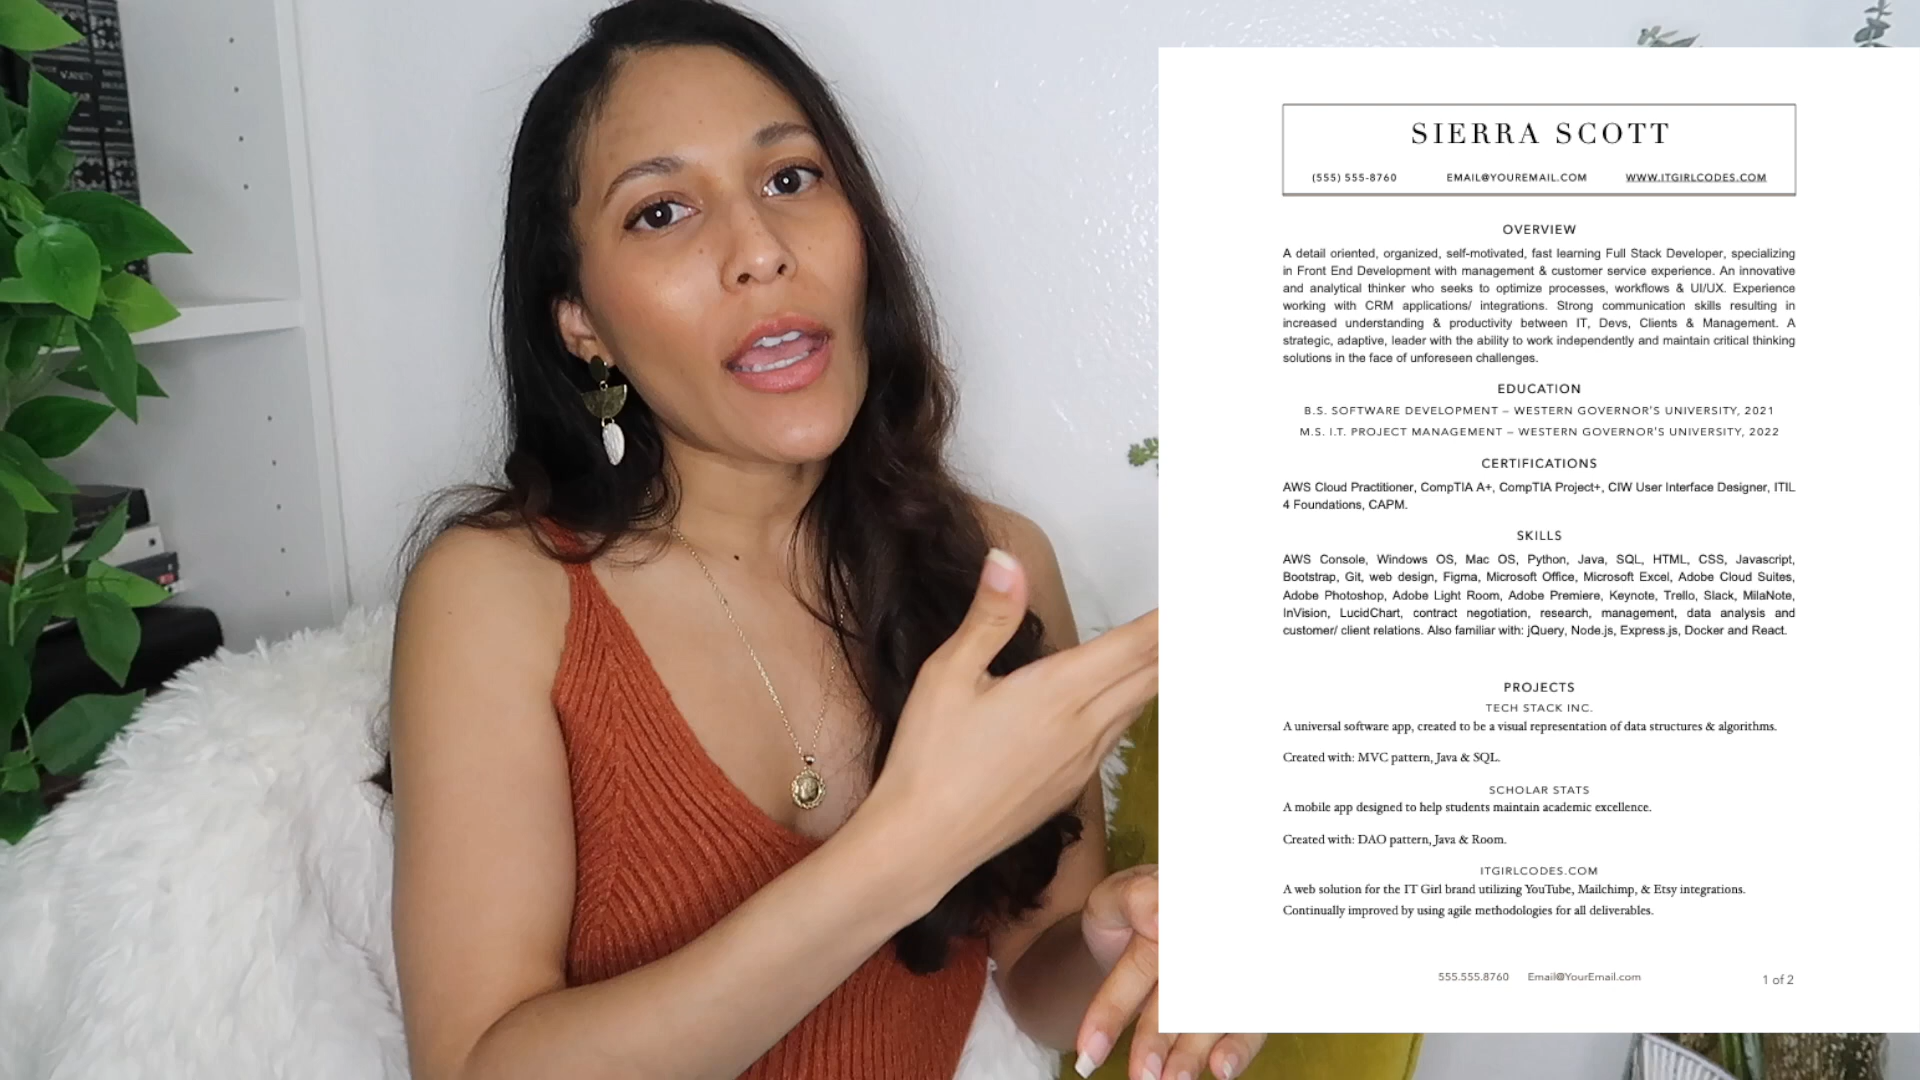 SIERRA SCOTT
(555) 555-8760 EMAIL@YOUREMAIL.COM WWW.ITGIRLCODES.COM
OVERVIEW
A detail oriented, organized, self-motivated, fast learning Full Stack Developer, specializing
in Front End Development with management & customer service experience. An innovative
and analytical thinker who seeks to optimize processes, workflows & UI/UX. Experience
working with CRM applications/ integrations. Strong communication skills resulting in
increased understanding & productivity between IT, Devs, Clients & Management. A
strategic, adaptive, leader with the ability to work independently and maintain critical thinking
solutions in the face of unforeseen challenges.
EDUCATION
B.S. SOFTWARE DEVELOPMENT – WESTERN GOVERNOR'S UNIVERSITY, 2021
M.S. I.T. PROJECT MANAGEMENT – WESTERN GOVERNOR'S UNIVERSITY, 2022
CERTIFICATIONS
AWS Cloud Practitioner, CompTIA A+, CompTIA Project+, CIW User Interface Designer, ITIL
4 Foundations, CAPM.
SKILLS
AWS Console, Windows OS, Mac OS, Python, Java, SQL, HTML, CSS, Javascript,
Bootstrap, Git, web design, Figma, Microsoft Office, Microsoft Excel, Adobe Cloud Suites,
Adobe Photoshop, Adobe Light Room, Adobe Premiere, Keynote, Trello, Slack, MilaNote,
InVision, LucidChart, contract negotiation, research, management, data analysis and
customer/ client relations. Also familiar with: jQuery, Node.js, Express.js, Docker and React.
PROJECTS
TECH STACK INC.
A universal software app, created to be a visual representation of data structures & algorithms.
Created with: MVC pattern, Java & SQL.
SCHOLAR STATS
A mobile app designed to help students maintain academic excellence.
Created with: DAO pattern, Java & Room.
ITGIRLCODES.COM
A web solution for the IT Girl brand utilizing YouTube, Mailchimp, & Etsy integrations.
Continually improved by using agile methodologies for all deliverables.
555.555.8760 Email@YourEmail.com 1 of 2